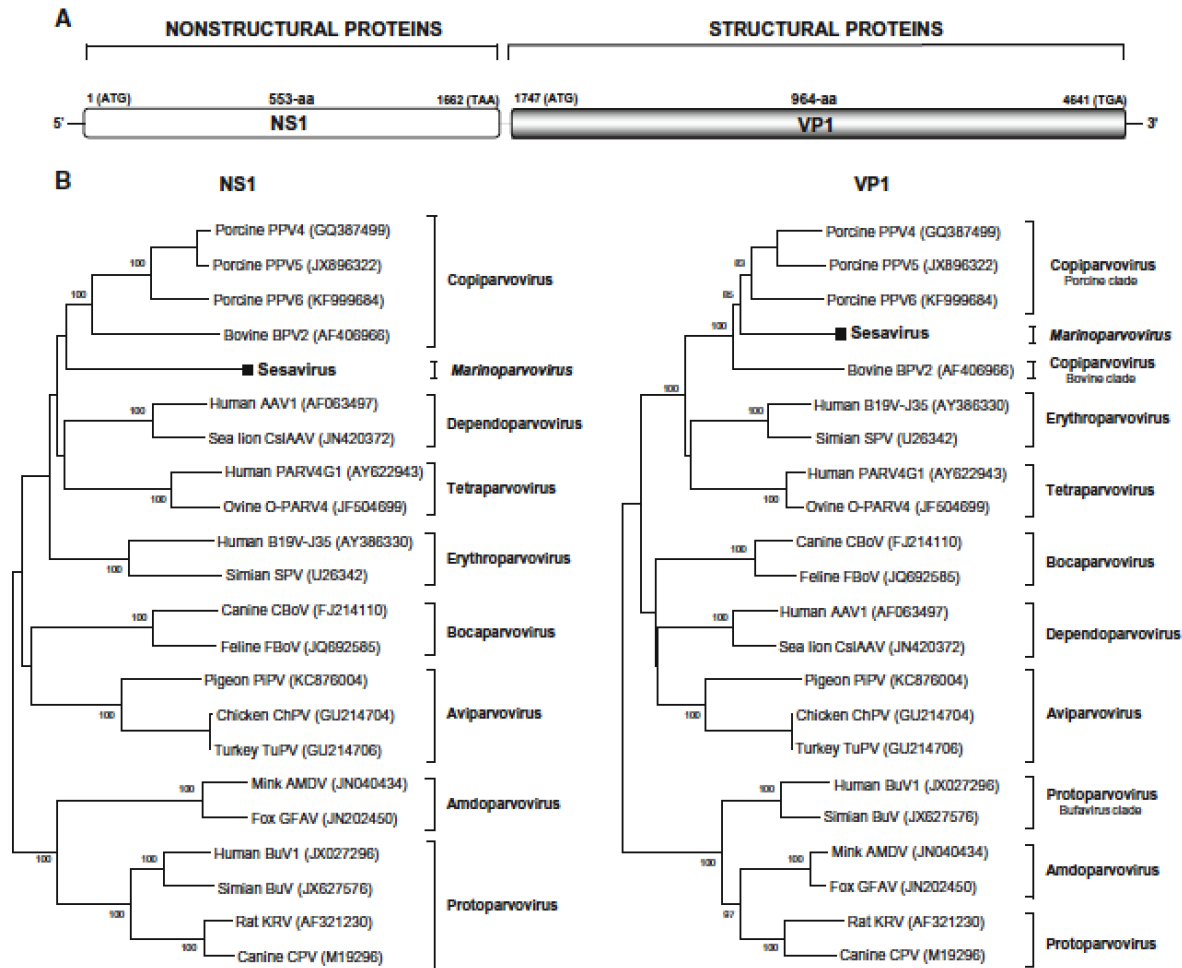 A
NONSTRUCTURAL PROTEINS
STRUCTURAL PROTEINS
1 (ATG) 553-aa 1662 (TAA) 1747 (ATG) 964-aa 4641 (TGA)
5' NS1 VP1 3'
B
NS1
100
100
100
100
100
100
100
100
100
100
100
100
100
Porcine PPV4 (GQ387499)
Porcine PPV5 (JX896322)
Porcine PPV6 (KF999684)
Bovine BPV2 (AF406966)
Copiparvovirus
Sesavirus
Marinoparvovirus
Human AAV1 (AF063497)
Sea lion CslAAV (JN420372)
Dependoparvovirus
Human PARV4G1 (AY622943)
Ovine O-PARV4 (JF504699)
Tetraparvovirus
Human B19V-J35 (AY386330)
Simian SPV (U26342)
Erythroparvovirus
Canine CBoV (FJ214110)
Feline FBoV (JQ692585)
Bocaparvovirus
Pigeon PiPV (KC876004)
Chicken ChPV (GU214704)
Turkey TuPV (GU214706)
Aviparvovirus
Mink AMDV (JN040434)
Fox GFAV (JN202450)
Amdoparvovirus
Human BuV1 (JX027296)
Simian BuV (JX627576)
Rat KRV (AF321230)
Canine CPV (M19296)
Protoparvovirus
VP1
100
100
100
100
100
100
100
100
100
100
97
100
Porcine PPV4 (GQ387499)
Porcine PPV5 (JX896322)
Porcine PPV6 (KF999684)
Copiparvovirus
Porcine clade
Sesavirus
Marinoparvovirus
Bovine BPV2 (AF406966)
Copiparvovirus
Bovine clade
Human B19V-J35 (AY386330)
Simian SPV (U26342)
Erythroparvovirus
Human PARV4G1 (AY622943)
Ovine O-PARV4 (JF504699)
Tetraparvovirus
Canine CBoV (FJ214110)
Feline FBoV (JQ692585)
Bocaparvovirus
Human AAV1 (AF063497)
Sea lion CslAAV (JN420372)
Dependoparvovirus
Pigeon PiPV (KC876004)
Chicken ChPV (GU214704)
Turkey TuPV (GU214706)
Aviparvovirus
Human BuV1 (JX027296)
Simian BuV (JX627576)
Protoparvovirus
Bufavirus clade
Mink AMDV (JN040434)
Fox GFAV (JN202450)
Amdoparvovirus
Rat KRV (AF321230)
Canine CPV (M19296)
Protoparvovirus